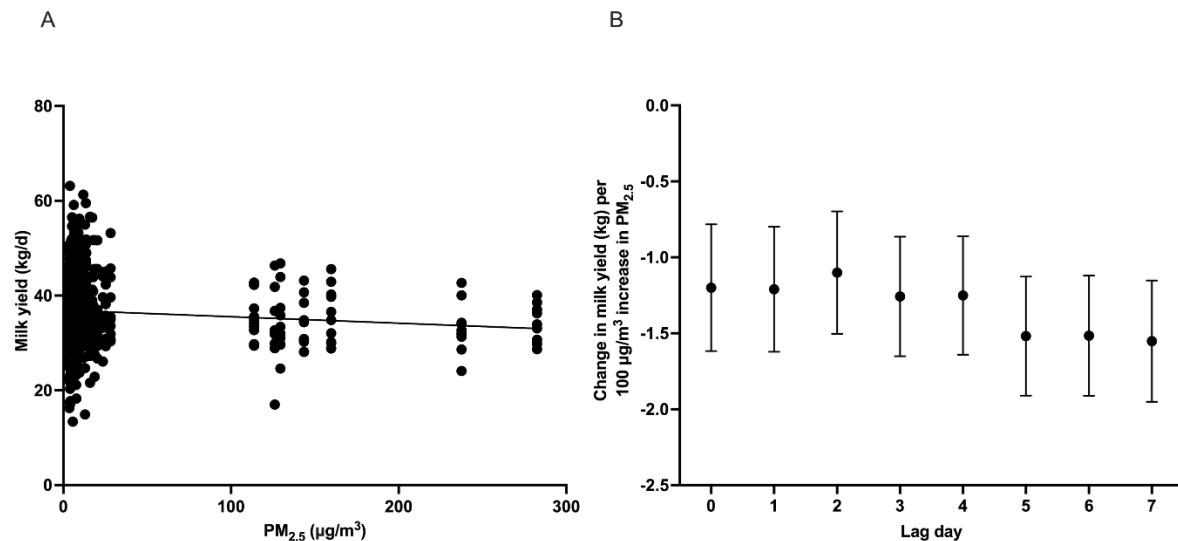 A
B
80
60
40
20
0
Milk yield (kg/d)
0
100
200
300
PM2.5 (µg/m³)
0.0
-0.5
-1.0
-1.5
-2.0
-2.5
Change in milk yield (kg) per
100 µg/m³ increase in PM2.5
0 1 2 3 4 5 6 7
Lag day